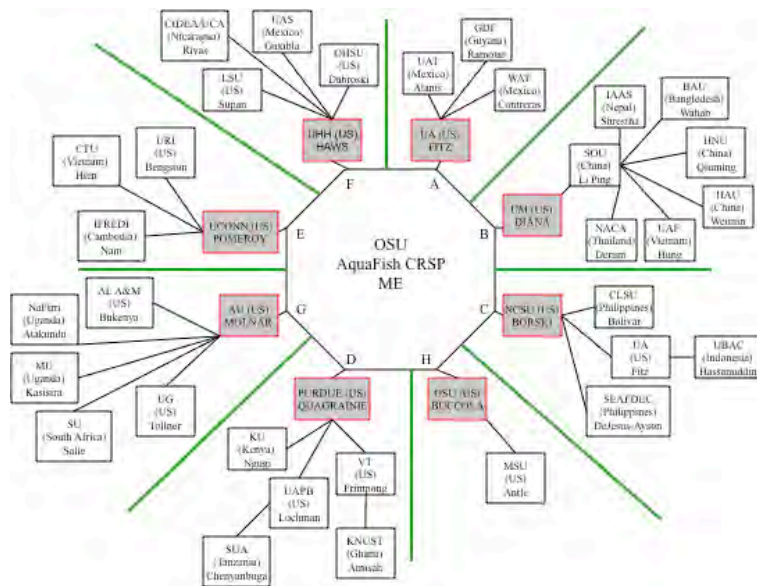 CIDEA/UCA
(Nicaragua)
Rivas
UAS
(Mexico)
Gaxiola
LSU
(US)
Supan
OHSU
(US)
Dabroski
UHH (US)
HAWS
GDF
(Guyana)
Ramotar
UAT
(Mexico)
Alanis
WAT
(Mexico)
Contreras
UA (US)
FITZ
IAAS
(Nepal)
Shrestha
BAU
(Bangladesh)
Wahab
SOU
(China)
Li Ping
HNU
(China)
Qiuming
HAU
(China)
Weimin
NACA
(Thailand)
UAF
(Vietnam)
Hung
UM (US)
DIANA
CTU
(Vietnam)
Hien
URI
(US)
Bengston
IFREDI
(Cambodia)
Nam
UCONN (US)
POMEROY
F
A
E
B
G
C
D
H
OSU
AquaFish CRSP
ME
AL A&M
(US)
Bukenya
NaFirri
(Uganda)
Atukunda
MU
(Uganda)
Kasisira
SU
(South Africa)
Salie
UG
(US)
Tollner
AU (US)
MOLNAR
NCSU (US)
BORSKI
CLSU
(Philippines)
Bolivar
UA
(US)
Fitz
UBAC
(Indonesia)
Hassanuddin
SEAFDEC
(Philippines)
DeJesus-Ayson
PURDUE (US)
QUAGRAINIE
KU
(Kenya)
Ngugi
UAPB
(US)
Lochman
SUA
(Tanzania)
Chenyambuga
VT
(US)
Frimpong
KNUST
(Ghana)
Amisah
OSU (US)
BUCCOLA
MSU
(US)
Antle